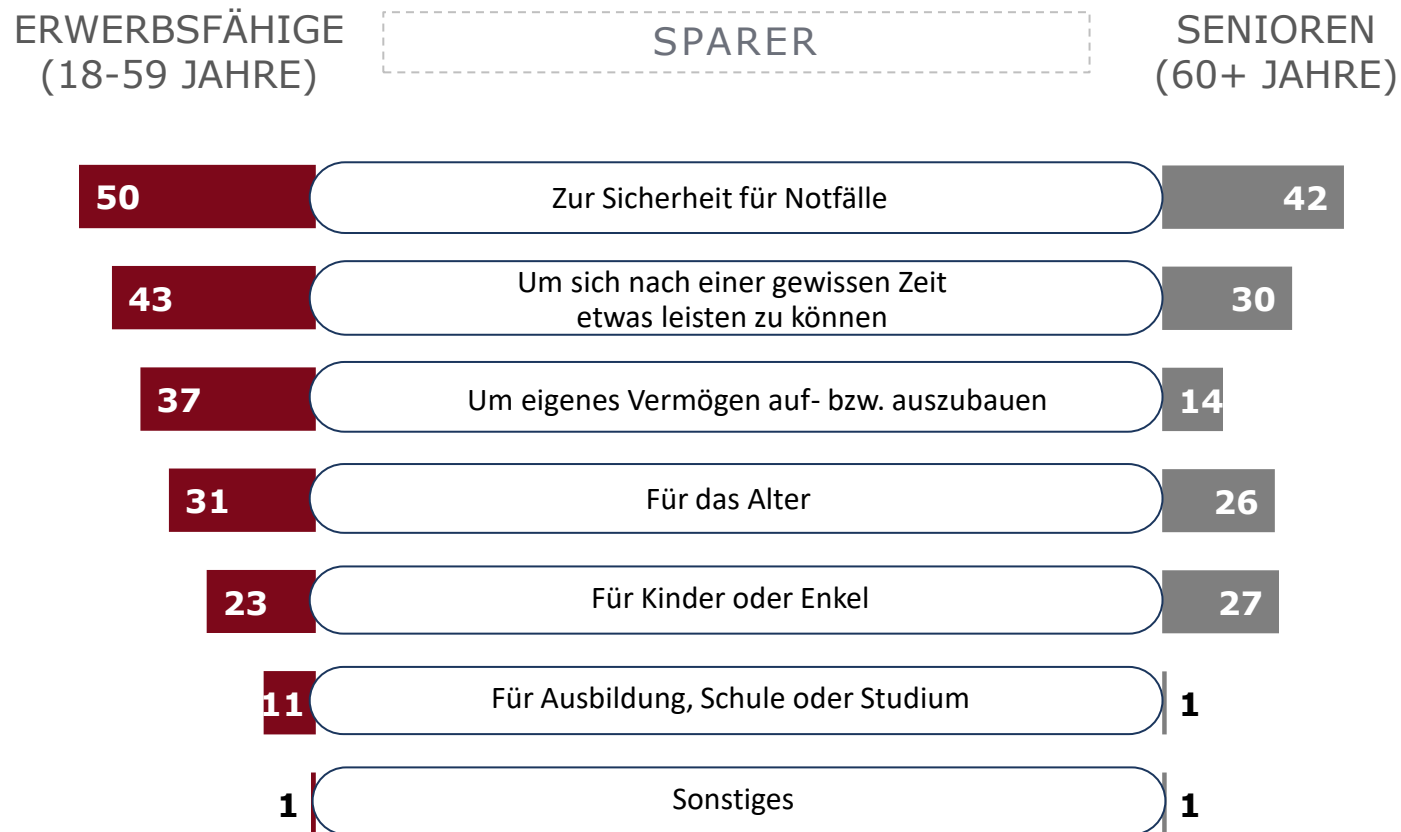 ERWERBSFÄHIGE
(18-59 JAHRE)
SPARER
SENIOREN
(60+ JAHRE)
50
Zur Sicherheit für Notfälle
42
43
Um sich nach einer gewissen Zeit
etwas leisten zu können
30
37
Um eigenes Vermögen auf- bzw. auszubauen
14
31
Für das Alter
26
23
Für Kinder oder Enkel
27
11
Für Ausbildung, Schule oder Studium
1
1
Sonstiges
1